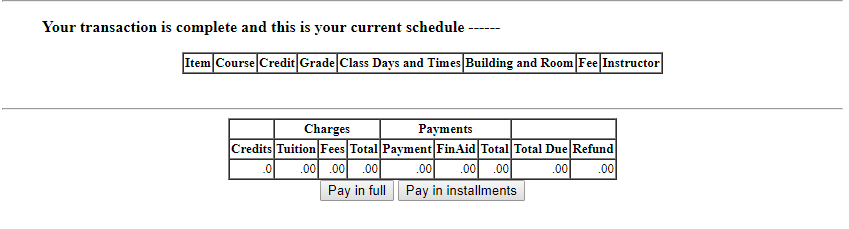 Your transaction is complete and this is your current schedule ------
Item Course Credit Grade Class Days and Times Building and Room Fee Instructor
Charges Payments
Credits Tuition Fees Total Payment FinAid Total Total Due Refund
.0 .00 .00 .00 .00 .00 .00 .00 .00
Pay in full Pay in installments